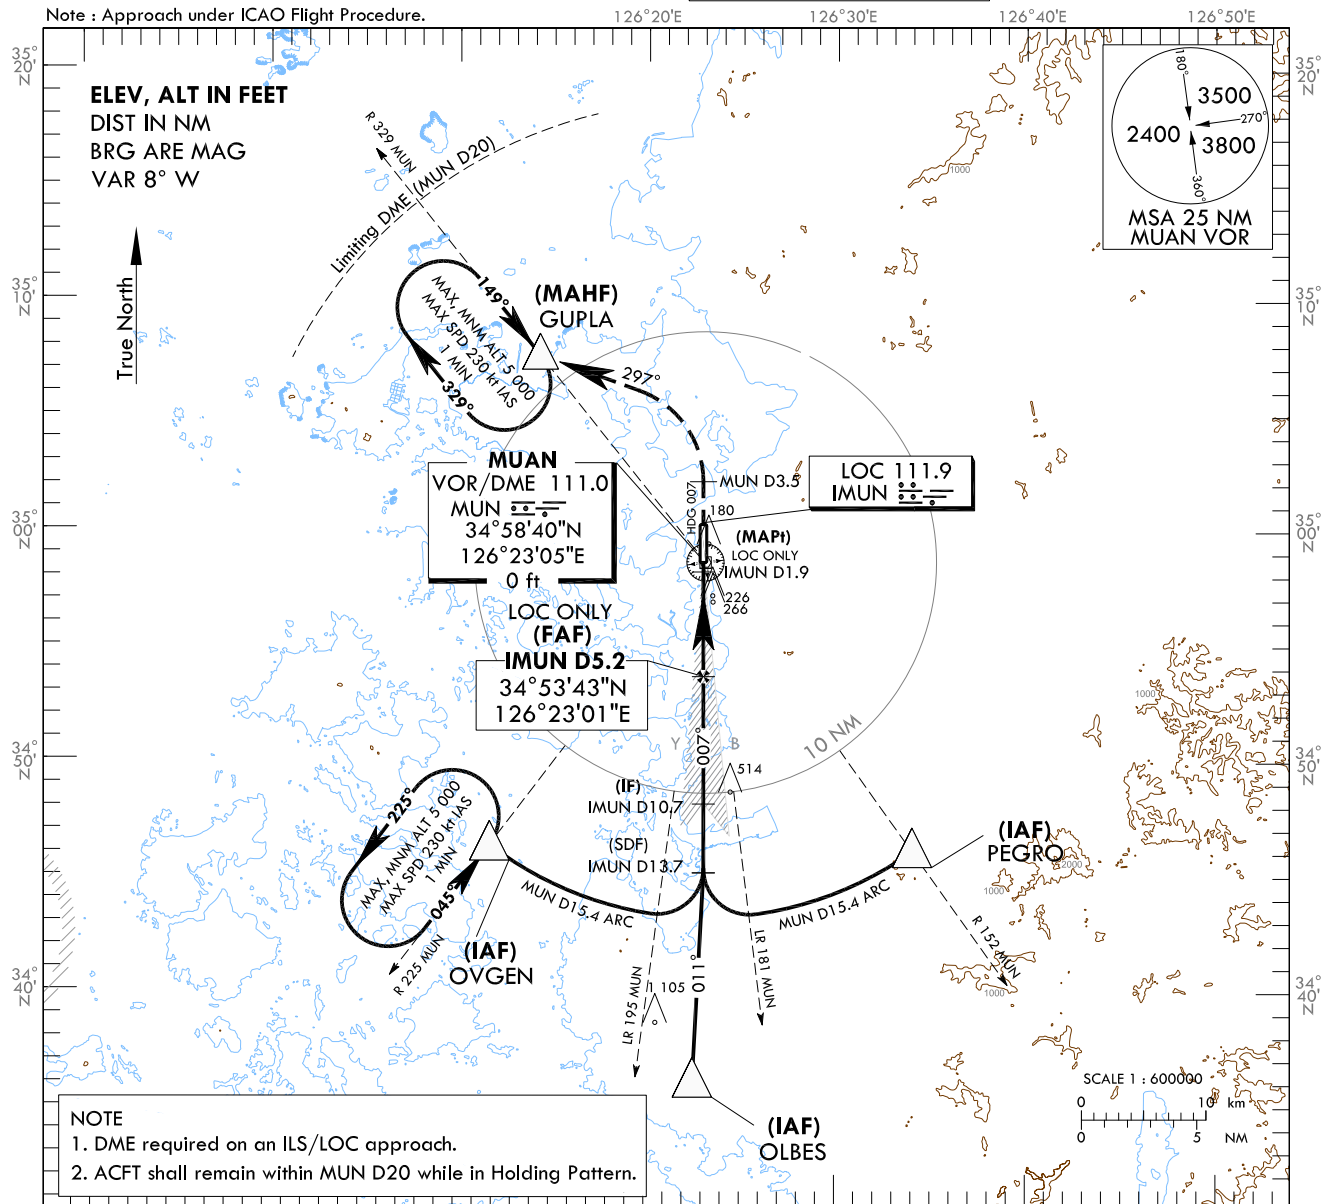 Note : Approach under ICAO Flight Procedure.
126°20'E
126°30'E
126°40'E
126°50'E
35°
20'
N
35°
20'
N
ELEV, ALT IN FEET
DIST IN NM
BRG ARE MAG
VAR 8° W
True North
R 329 MUN
Limiting DME (MUN D20)
180°
3500
270°
2400
3800
360°
MSA 25 NM
MUAN VOR
1000
35°
10'
N
35°
10'
N
149°
MAX, MNM ALT 5 000
MAX SPD 230 kt IAS
1 MIN
329°
(MAHF)
GUPLA
297°
MUAN
VOR/DME 111.0
MUN
34°58'40"N
126°23'05"E
0 ft
MUN D3.5
HDG 007
180
LOC 111.9
IMUN
35°
00'
N
35°
00'
N
(MAPt)
LOC ONLY
IMUN D1.9
226
266
LOC ONLY
(FAF)
IMUN D5.2
34°53'43"N
126°23'01"E
1000
007°
Y
B
10 NM
34°
50'
N
34°
50'
N
514
(IF)
IMUN D10.7
(SDF)
IMUN D13.7
225°
MAX, MNM ALT 5 000
MAX SPD 230 kt IAS
1 MIN
045°
(IAF)
PEGRO
2000
1000
MUN D15.4 ARC
MUN D15.4 ARC
R 225 MUN
(IAF)
OVGEN
LR 195 MUN
1 105
011°
LR 181 MUN
R 152 MUN
1000
34°
40'
N
34°
40'
N
SCALE 1 : 600000
0
10
km
0
5
NM
(IAF)
OLBES
NOTE
1. DME required on an ILS/LOC approach.
2. ACFT shall remain within MUN D20 while in Holding Pattern.